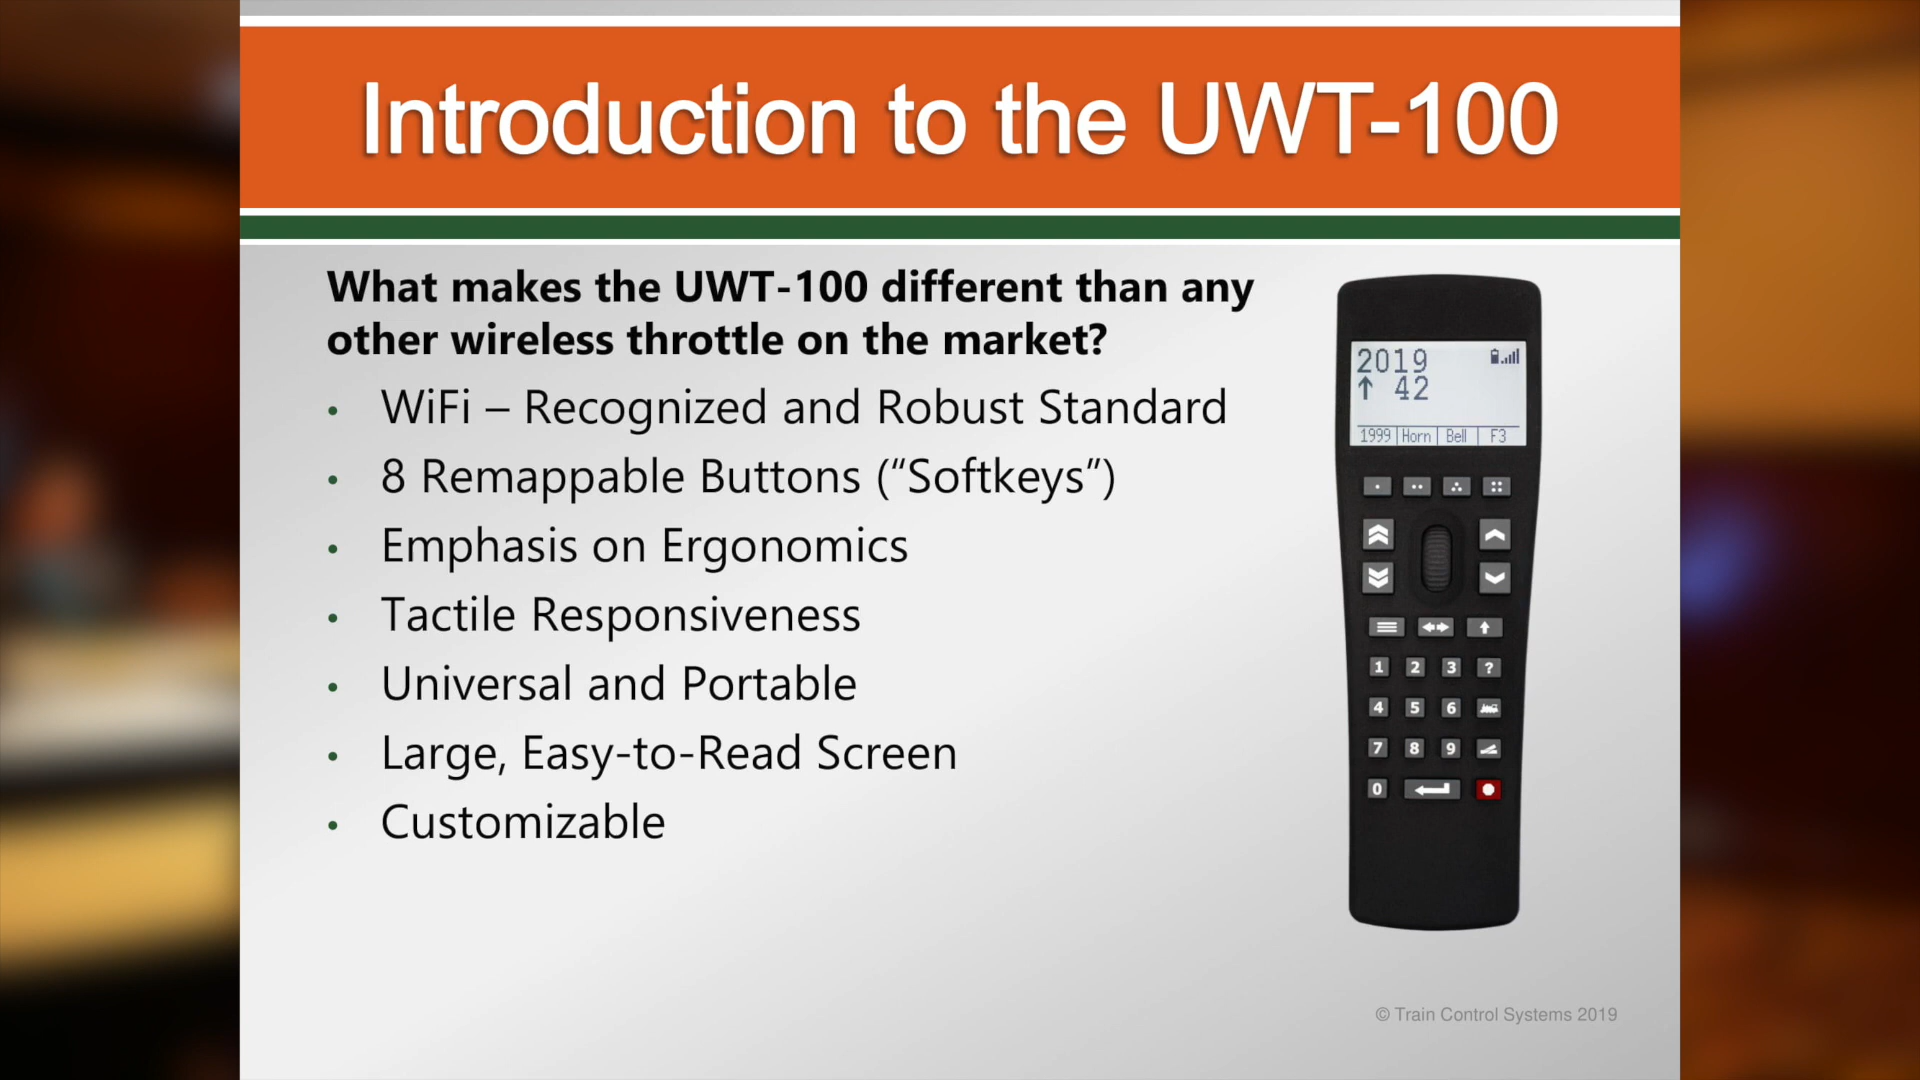 Introduction to the UWT-100
What makes the UWT-100 different than any
other wireless throttle on the market?
• WiFi – Recognized and Robust Standard
• 8 Remappable Buttons (“Softkeys”)
• Emphasis on Ergonomics
• Tactile Responsiveness
• Universal and Portable
• Large, Easy-to-Read Screen
• Customizable
2019
↑ 42
1999 Horn Bell F3
1 2 3 ?
4 5 6
7 8 9
0
© Train Control Systems 2019